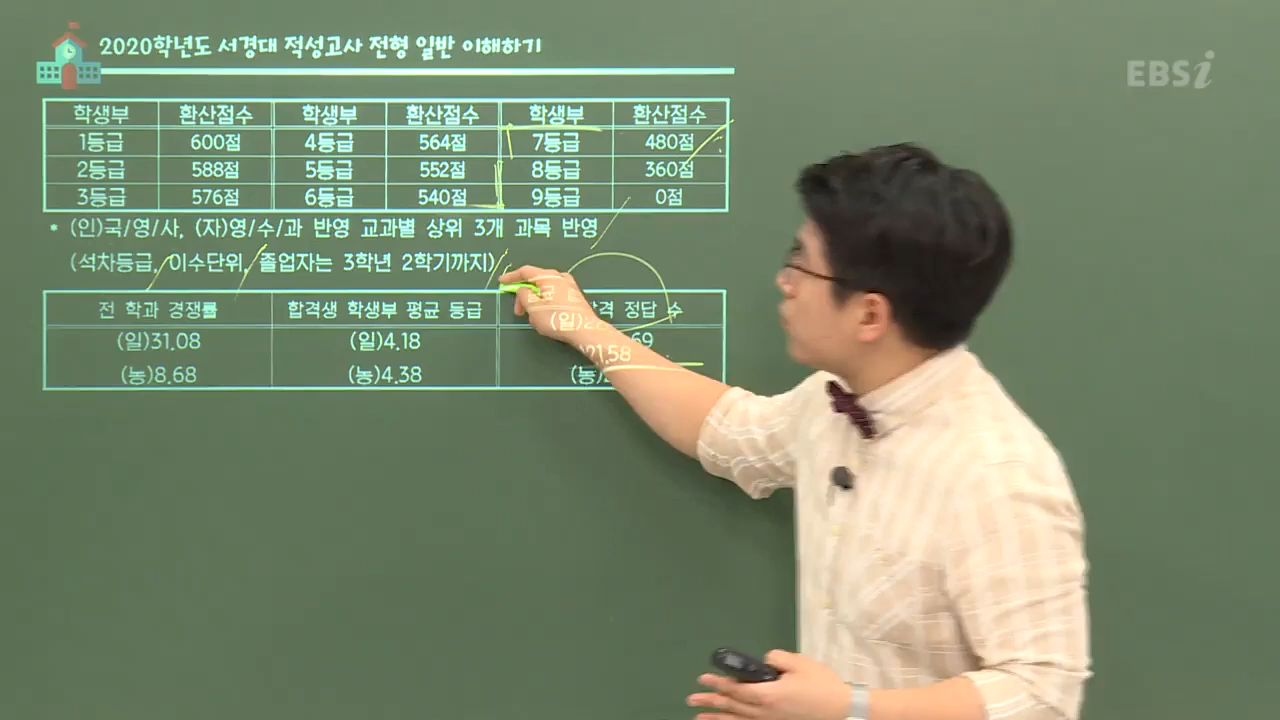 2020학년도 서경대 적성고사 전형 일반 이해하기
EBSi
학생부 환산점수 학생부 환산점수 학생부 환산점수
1등급 600점 4등급 564점 7등급 480점
2등급 588점 5등급 552점 8등급 360점
3등급 576점 6등급 540점 9등급 0점
* (인)국/영/사, (자)영/수/과 반영 교과별 상위 3개 과목 반영
(석차등급, 이수단위, 졸업자는 3학년 2학기까지)
전 학과 경쟁률 합격생 학생부 평균 등급 정답 수
(일)31.08 (일)4.18 (일)
(농)8.68 (농)4.38 (농)